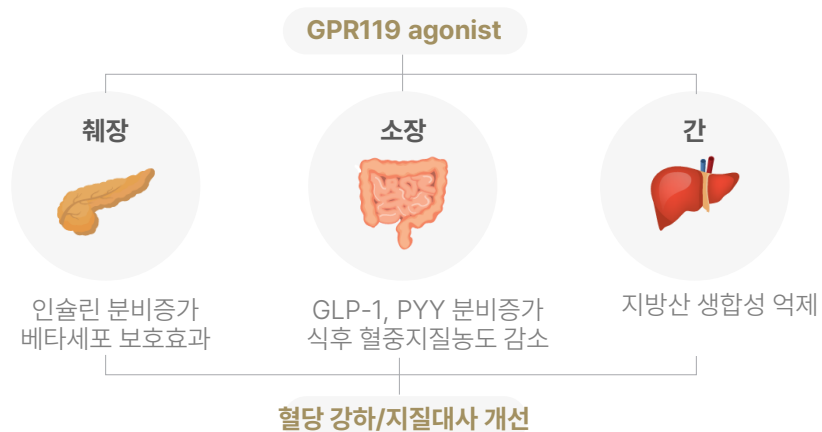 GPR119 agonist
췌장
소장
간
인슐린 분비증가
베타세포 보호효과
GLP-1, PYY 분비증가
식후 혈중지질농도 감소
지방산 생합성 억제
혈당 강하/지질대사 개선